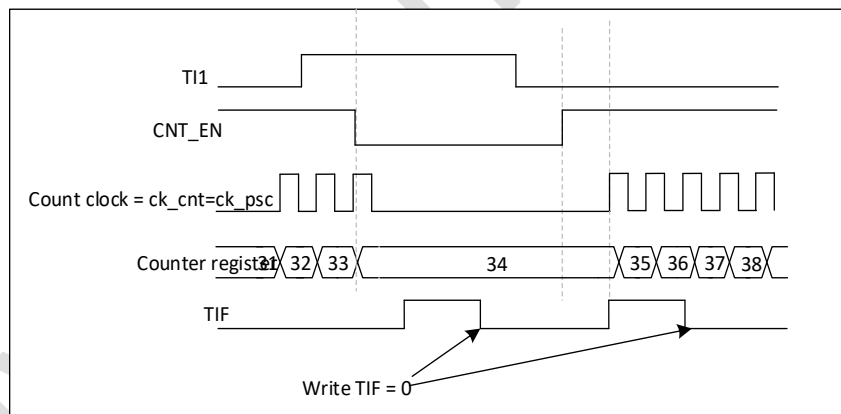 TI1
CNT_EN
Count clock = ck_cnt=ck_psc
Counter register 31 32 33 34 35 36 37 38
TIF
Write TIF = 0